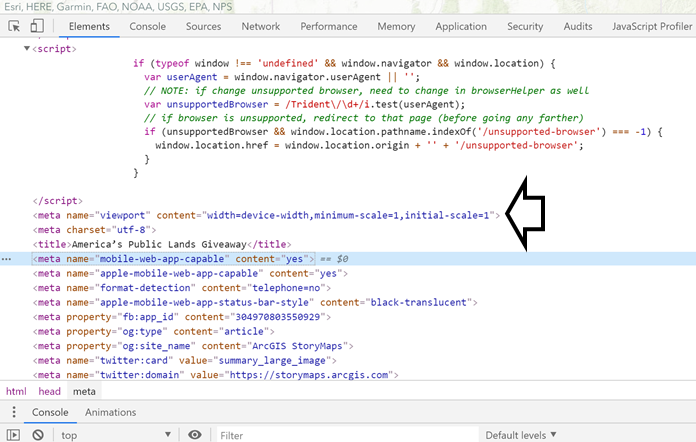 Esri, HERE, Garmin, FAO, NOAA, USGS, EPA, NPS
Elements Console Sources Network Performance Memory Application Security Audits JavaScript Profiler
▼<script>
if (typeof window !== 'undefined' && window.navigator && window.location) {
var userAgent = window.navigator.userAgent || '';
// NOTE: if change unsupported browser, need to change in browserHelper as well
var unsupportedBrowser = /Trident\/\d+/i.test(userAgent);
// if browser is unsupported, redirect to that page (before going any farther)
if (unsupportedBrowser && window.location.pathname.indexOf('/unsupported-browser') === -1) {
window.location.href = window.location.origin + '' + '/unsupported-browser';
}
}
</script>
<meta name="viewport" content="width=device-width,minimum-scale=1,initial-scale=1">
<meta charset="utf-8">
<title>America’s Public Lands Giveaway</title>
... <meta name="mobile-web-app-capable" content="yes"> == $0
<meta name="apple-mobile-web-app-capable" content="yes">
<meta name="format-detection" content="telephone=no">
<meta name="apple-mobile-web-app-status-bar-style" content="black-translucent">
<meta property="fb:app_id" content="304970803550929">
<meta property="og:type" content="article">
<meta property="og:site_name" content="ArcGIS StoryMaps">
<meta name="twitter:card" value="summary_large_image">
<meta name="twitter:domain" value="https://storymaps.arcgis.com">
html head meta
Console Animations
top Filter Default levels ▼